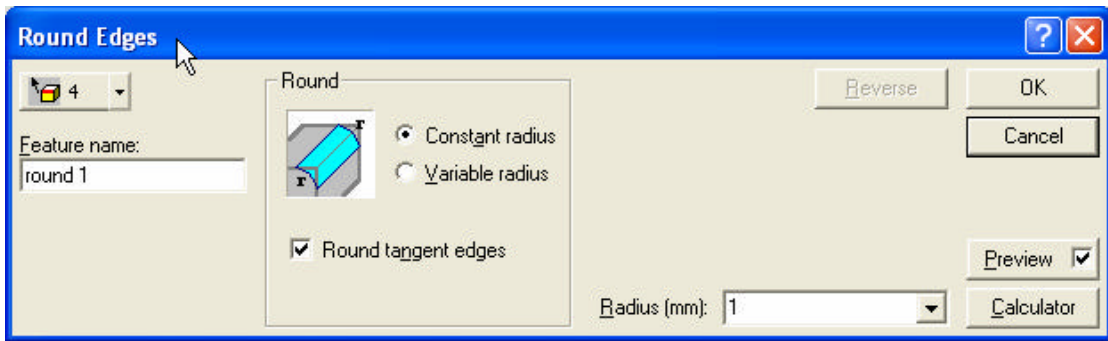 Round Edges
4
Feature name:
round 1
Round
r
r
Constant radius
Variable radius
Round tangent edges
Reverse
OK
Cancel
Preview
Radius (mm): 1
Calculator